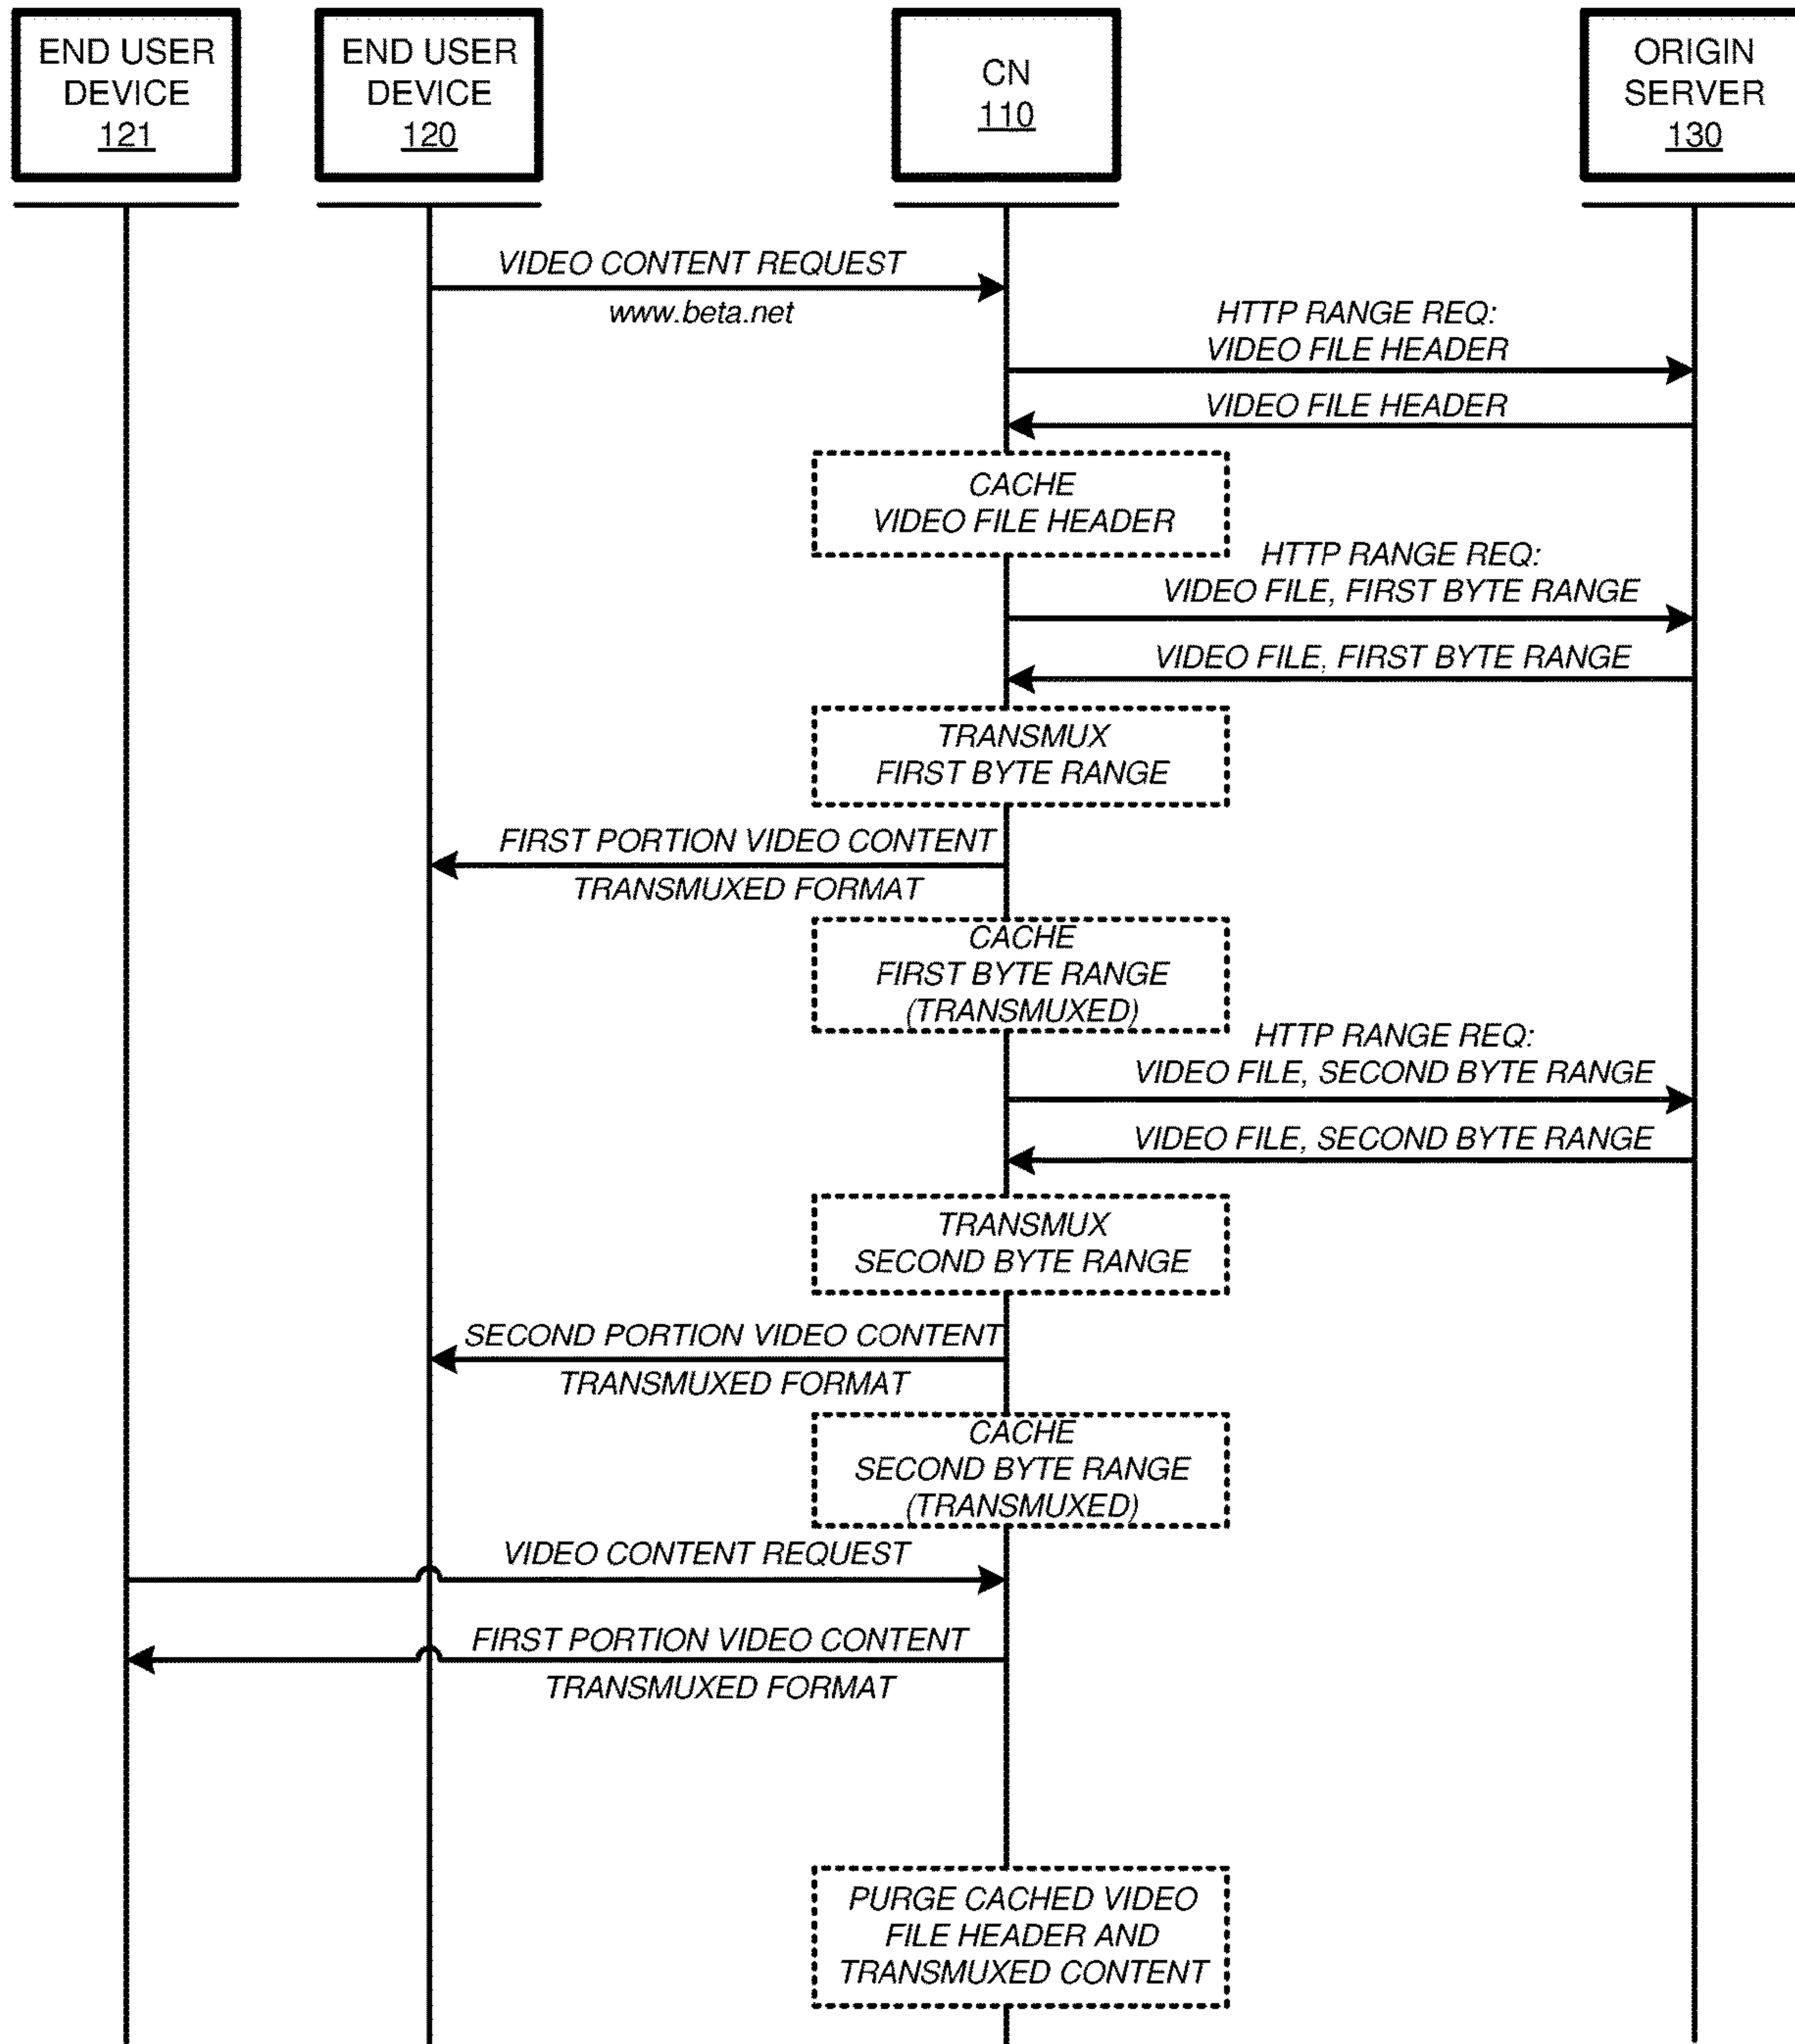 END USER
DEVICE
121
END USER
DEVICE
120
CN
110
ORIGIN
SERVER
130
VIDEO CONTENT REQUEST
www.beta.net
HTTP RANGE REQ:
VIDEO FILE HEADER
VIDEO FILE HEADER
CACHE
VIDEO FILE HEADER
HTTP RANGE REQ:
VIDEO FILE, FIRST BYTE RANGE
VIDEO FILE, FIRST BYTE RANGE
TRANSMUX
FIRST BYTE RANGE
FIRST PORTION VIDEO CONTENT
TRANSMUXED FORMAT
CACHE
FIRST BYTE RANGE
(TRANSMUXED)
HTTP RANGE REQ:
VIDEO FILE, SECOND BYTE RANGE
VIDEO FILE, SECOND BYTE RANGE
TRANSMUX
SECOND BYTE RANGE
SECOND PORTION VIDEO CONTENT
TRANSMUXED FORMAT
CACHE
SECOND BYTE RANGE
(TRANSMUXED)
VIDEO CONTENT REQUEST
FIRST PORTION VIDEO CONTENT
TRANSMUXED FORMAT
PURGE CACHED VIDEO
FILE HEADER AND
TRANSMUXED CONTENT